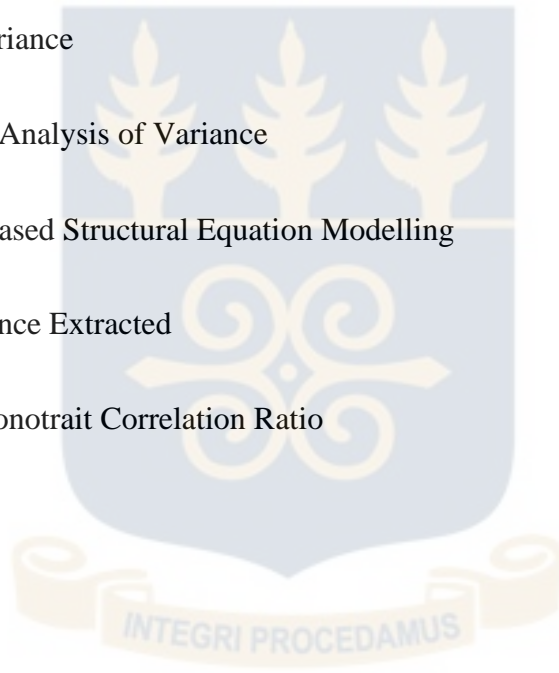 riance
Analysis of Variance
ased Structural Equation Modelling
nce Extracted
onotrait Correlation Ratio
INTEGRI PROCEDAMUS